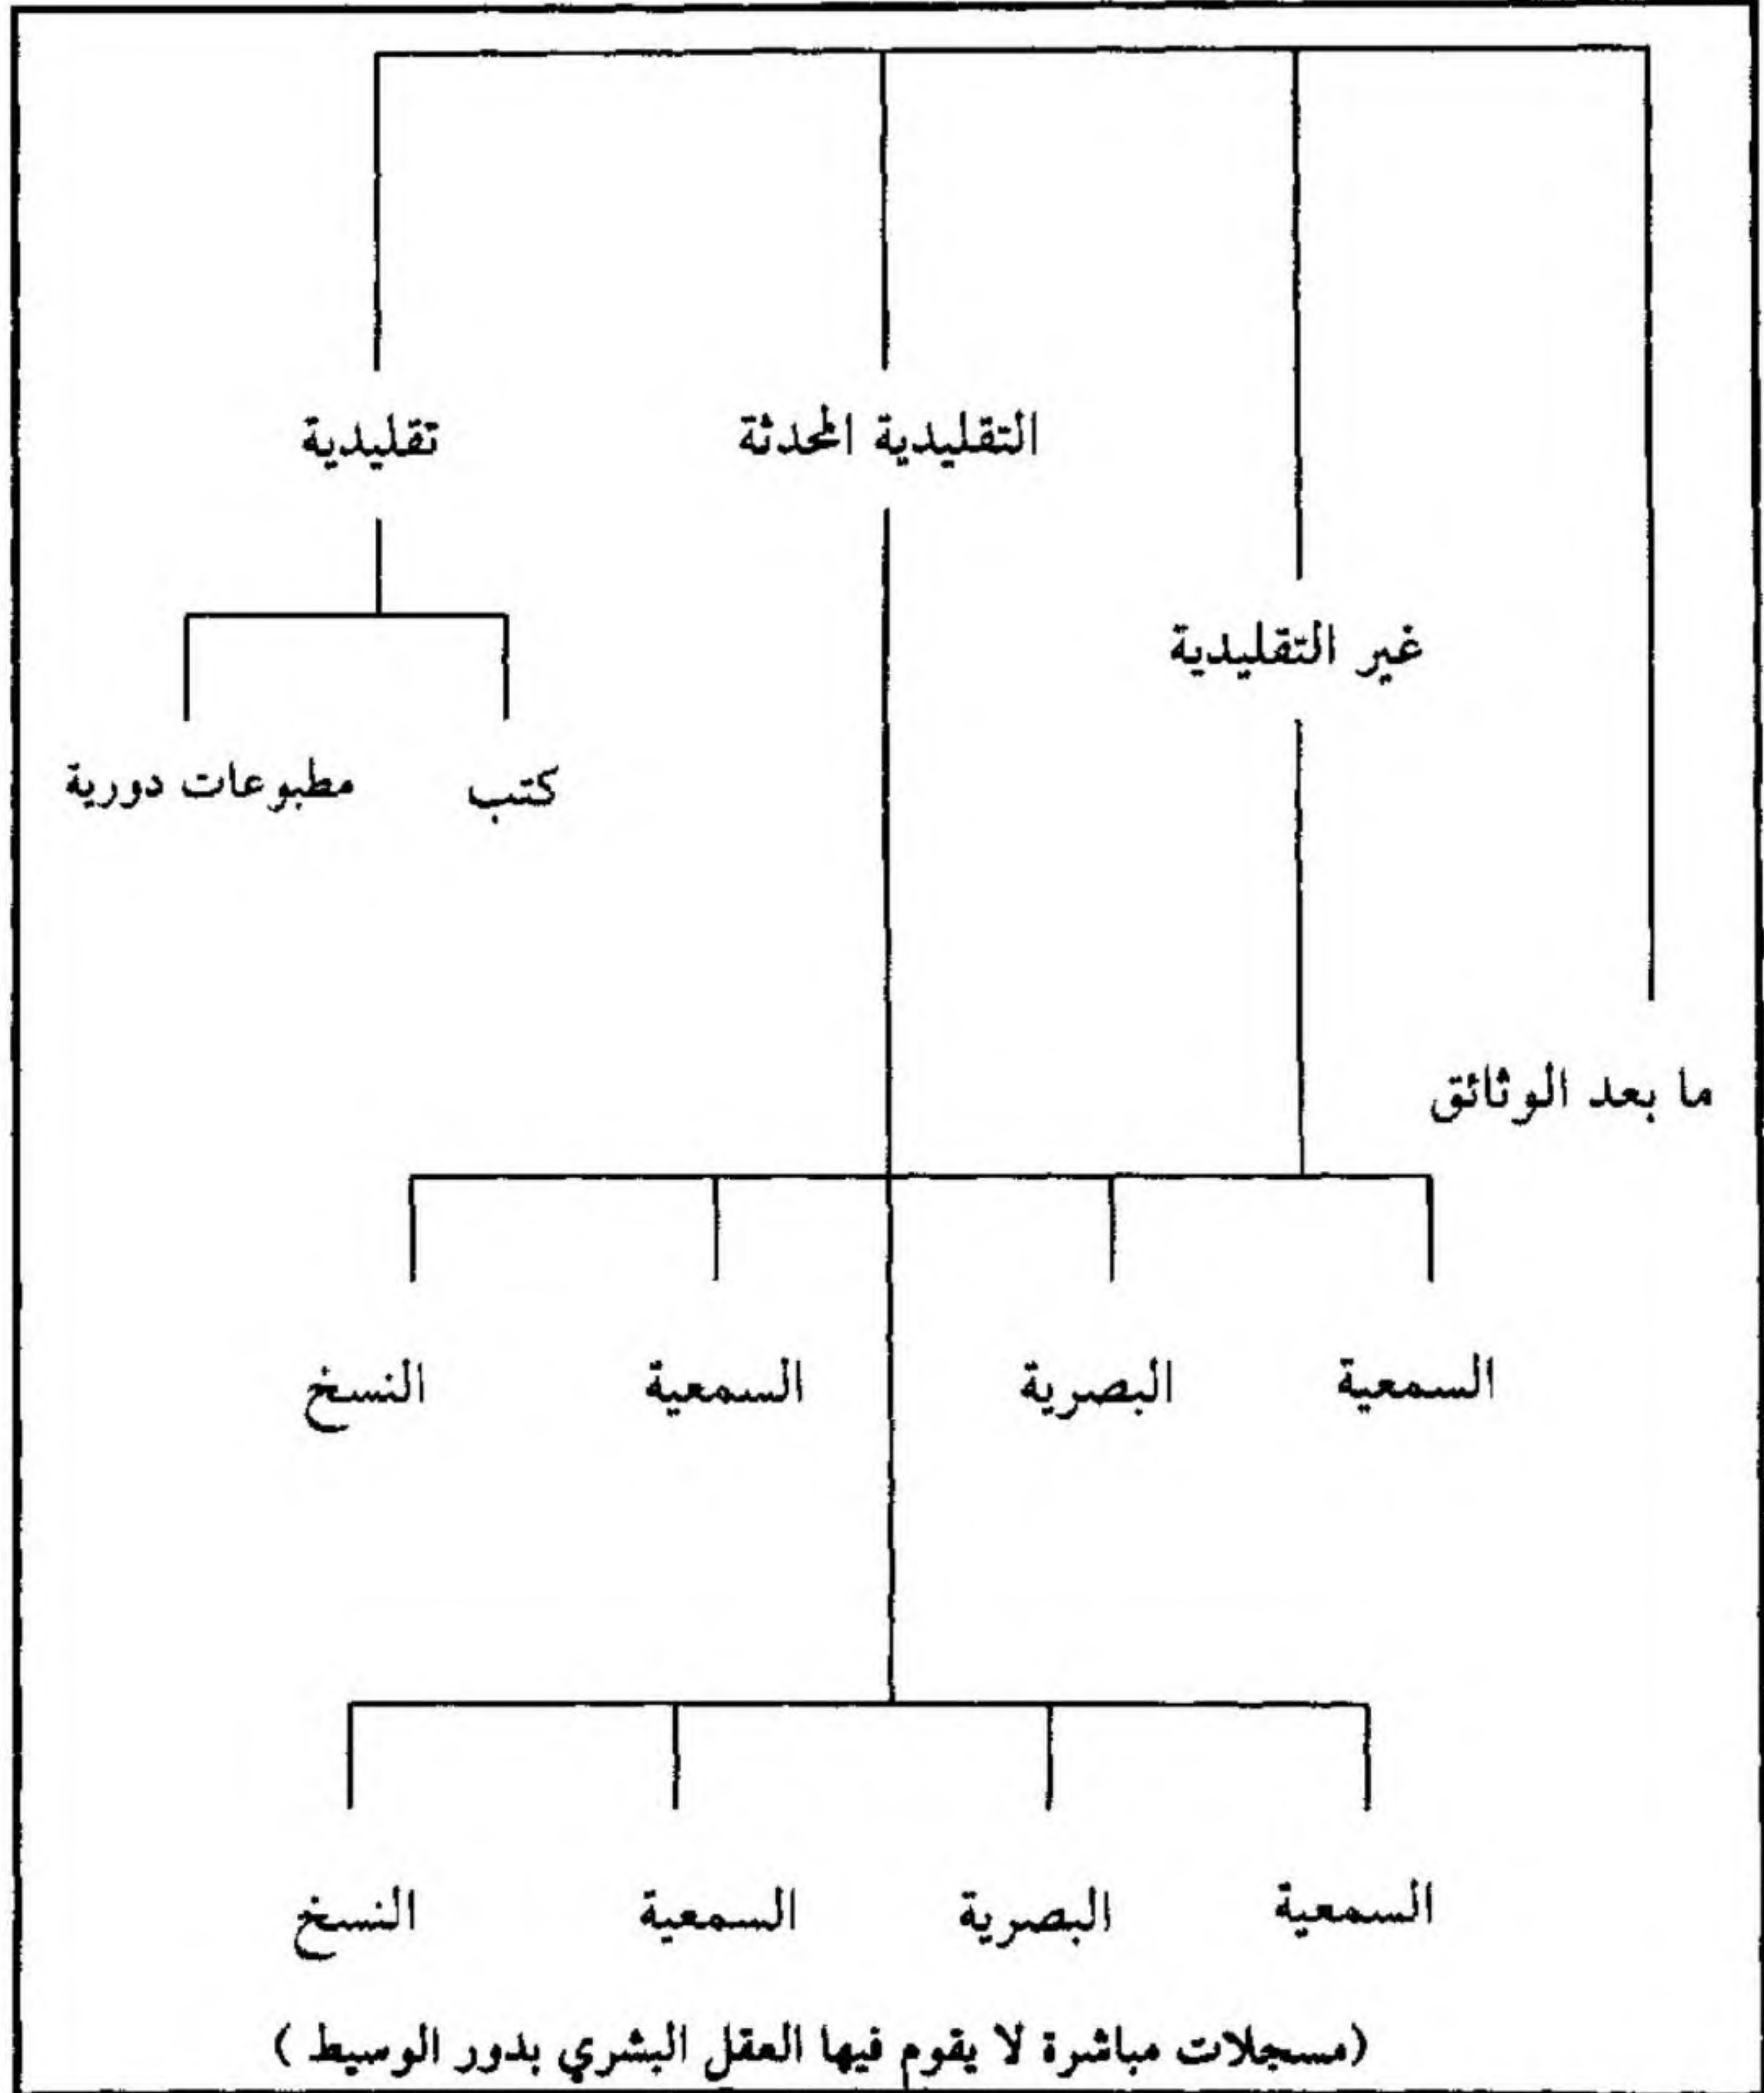 التقليدية المحدثة تقليدية
غير التقليدية
كتب مطبوعات دورية
ما بعد الوثائق
السمعية البصرية السمعية النسخ
السمعية البصرية السمعية النسخ
(مسجلات مباشرة لا يقوم فيها العقل البشري بدور الوسيط )